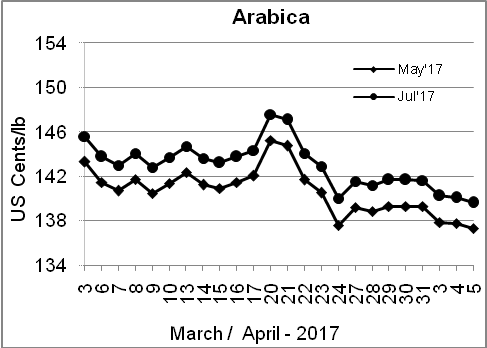 Arabica
154
150
146
142
138
134
US Cents/lb
May'17
Jul'17
3 6 7 8 9 10 13 14 15 16 17 20 21 22 23 24 27 28 29 30 31 3 4 5
March / April - 2017